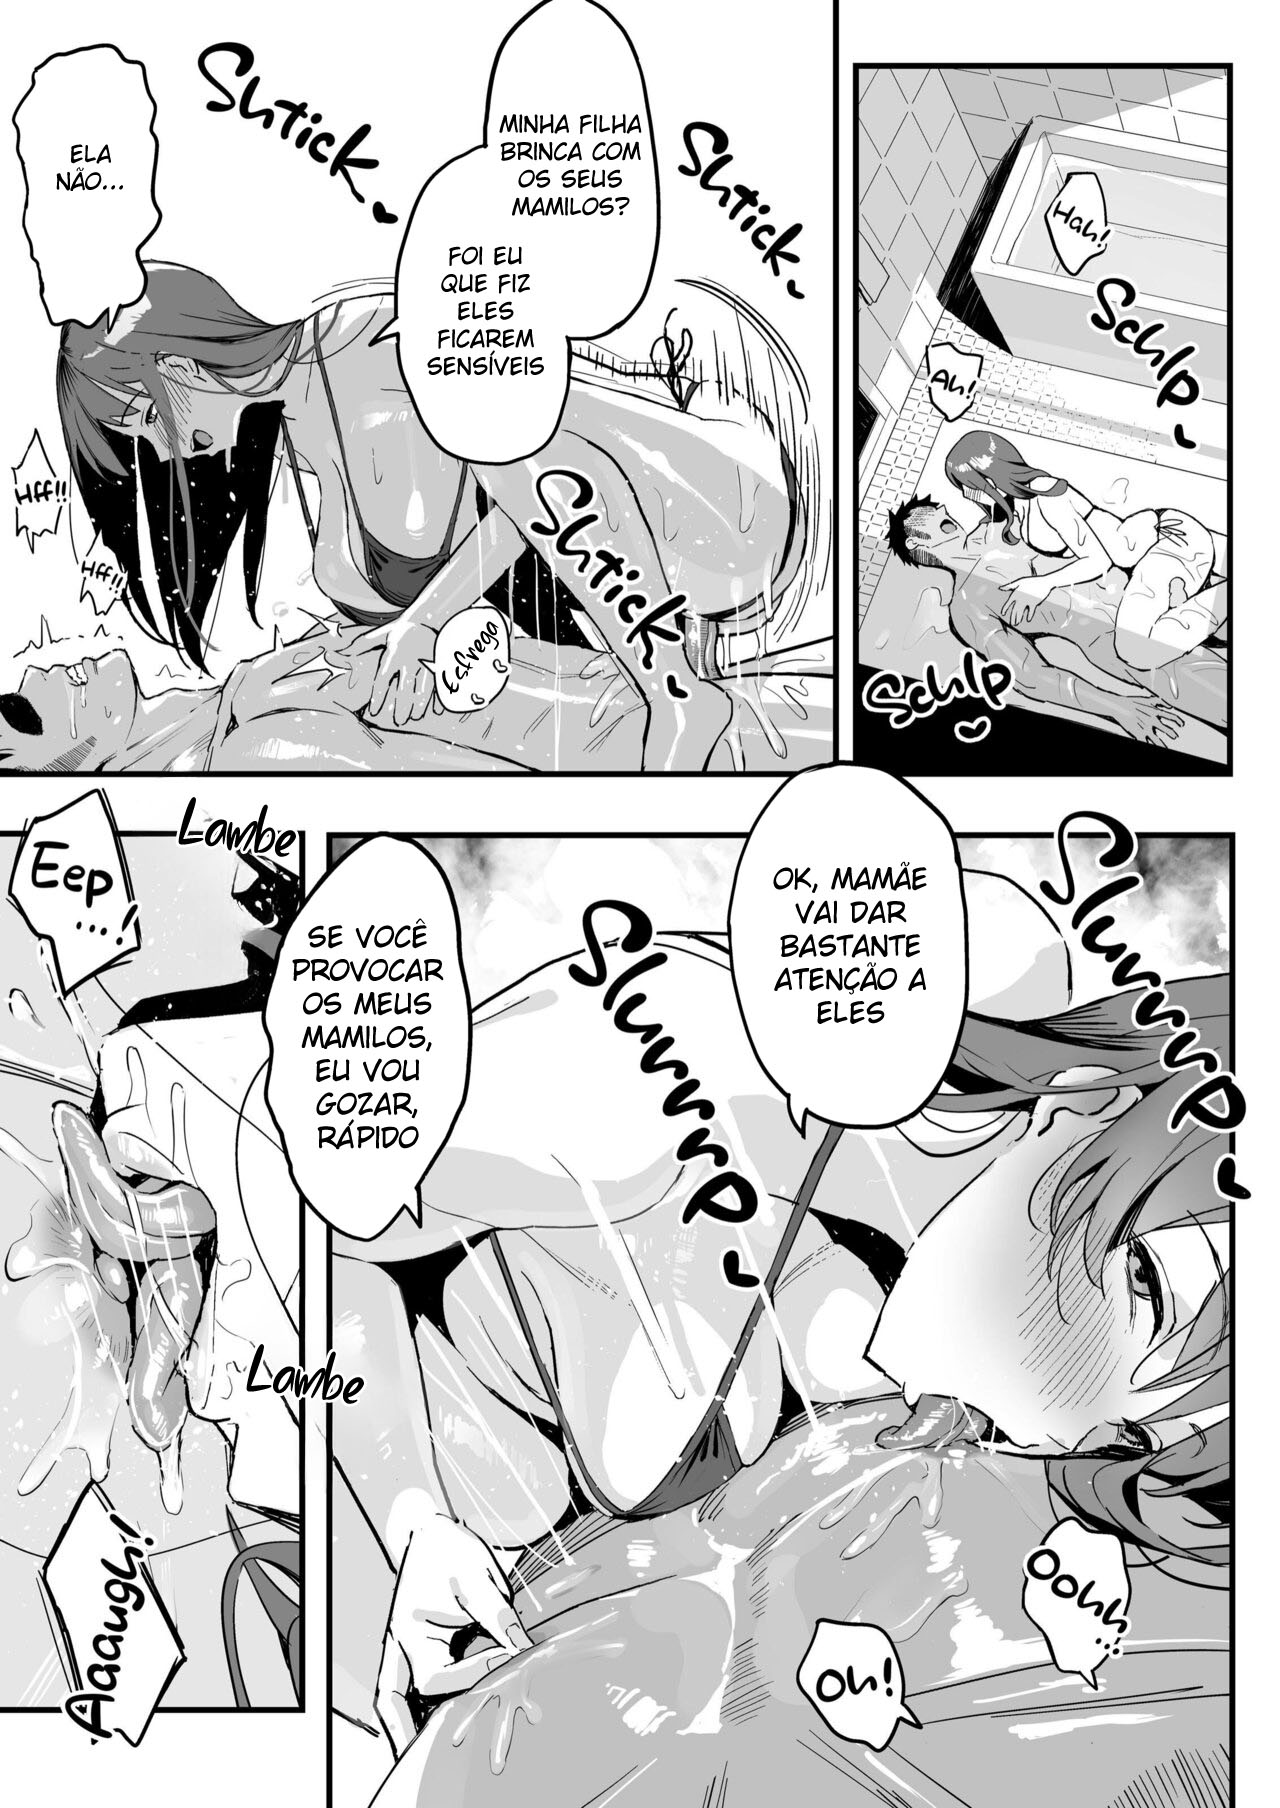 Hah!
Schlp
Ah!
Schlp
Shtick
MINHA FILHA
BRINCA COM
OS SEUS
MAMILOS?
FOI EU
QUE FIZ
ELES
FICAREM
SENSÍVEIS
Shtick
ELA
NÃO...
Hff!!
Hff!!
Shtick
Esfrega
Slurrrp
OK, MAMÃE
VAI DAR
BASTANTE
ATENÇÃO A
ELES
Slurrrp
SE VOCÊ
PROVOCAR
OS MEUS
MAMILOS,
EU VOU
GOZAR,
RÁPIDO
Oohh...
Oh!
Lambe
Eep
...!
Lambe
Aaaugh!